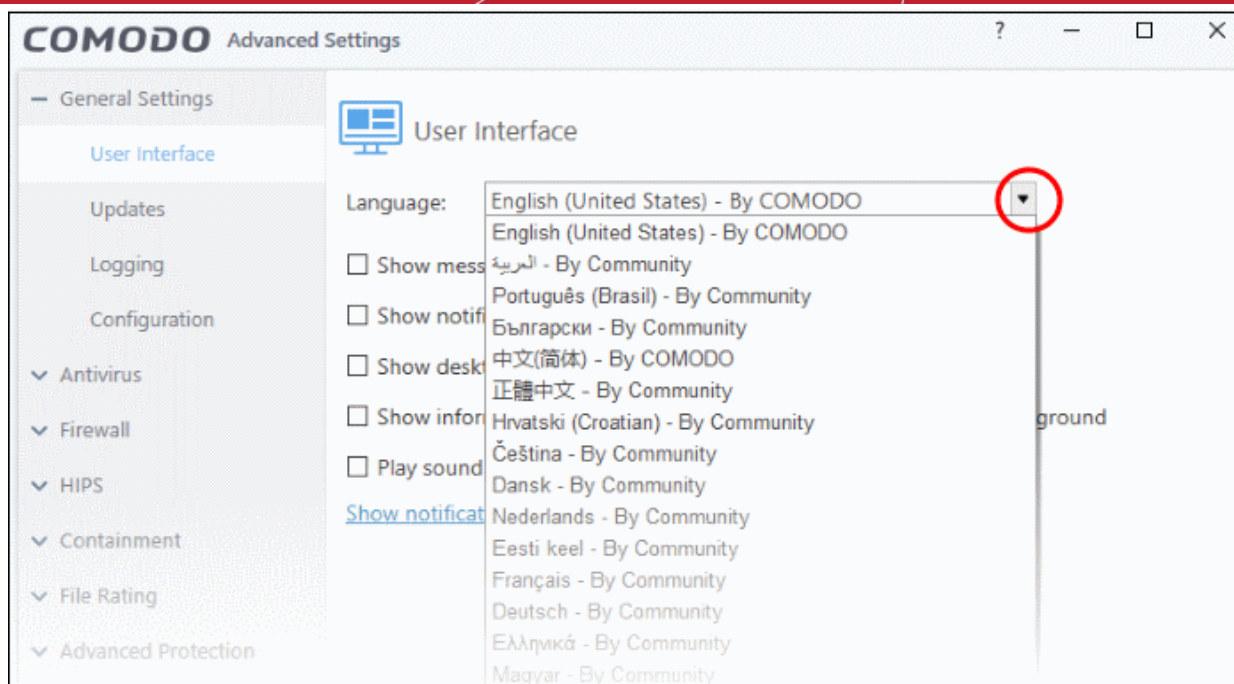 COMODO Advanced Settings ?
General Settings
User Interface
Updates
Logging
Configuration
Antivirus
Firewall
HIPS
Containment
File Rating
Advanced Protection
User Interface
Language: English (United States) - By COMODO
English (United States) - By COMODO
العربية - By Community
Português (Brasil) - By Community
Български - By Community
中文(简体) - By COMODO
正體中文 - By Community
Hrvatski (Croatian) - By Community
Čeština - By Community
Dansk - By Community
Nederlands - By Community
Eesti keel - By Community
Français - By Community
Deutsch - By Community
Ελληνικά - By Community
Magyar - By Community
Show mess
Show notifi
Show deskt
Show infor ground
Play sound
Show notificat